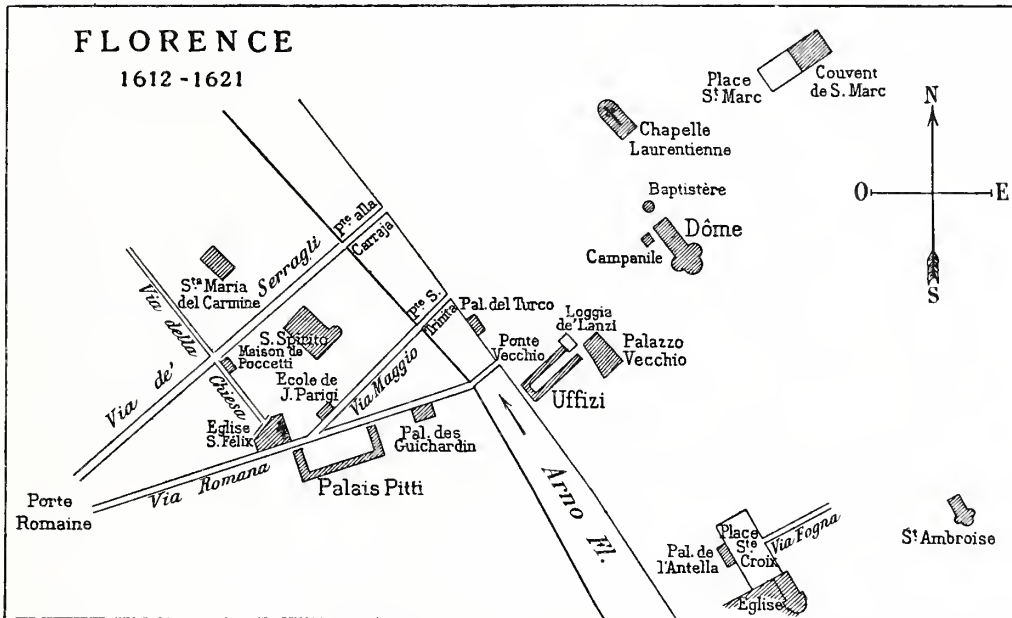 FLORENCE
1612-1621
Place
St Marc
Couvent
de S. Marc
N
O
E
S
Chapelle
Laurentienne
Baptistère
Dôme
Campanile
Pte alla
Carraja
Sta Maria
del Carmine
Via de' Serragli
Via della Chiesa
S. Spirito
Maison de
Poccetti
Ecole de
J. Parigi
Via Maggio
Pte S.
Trinita
Pal. del Turco
Ponte
Vecchio
Loggia
de' Lanzi
Palazzo
Vecchio
Uffizi
Eglise
S. Félix
Pal. des
Guichardin
Palais Pitti
Via Romana
Porte
Romaine
Arno Fl.
Pal. de
l'Antella
Place
Ste
Croix
Via Fogna
Eglise
St Ambroise